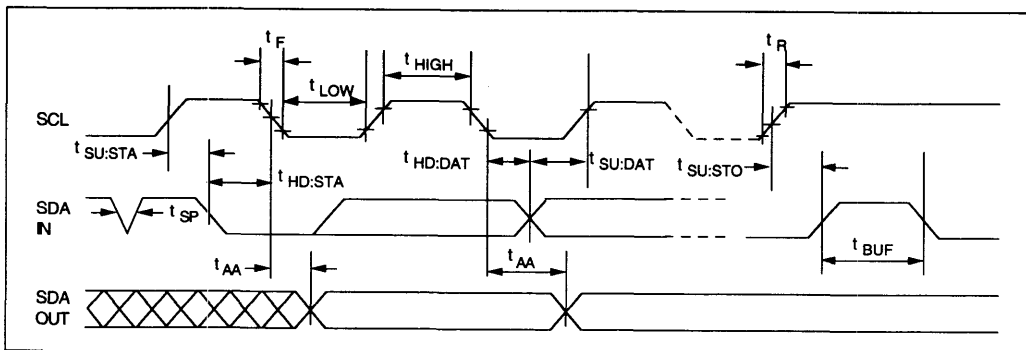 t F
t R
t HIGH
t LOW
SCL
t SU:STA
t HD:STA
t HD:DAT
t SU:DAT
t SU:STO
SDA
IN
t SP
t BUF
t AA
t AA
SDA
OUT